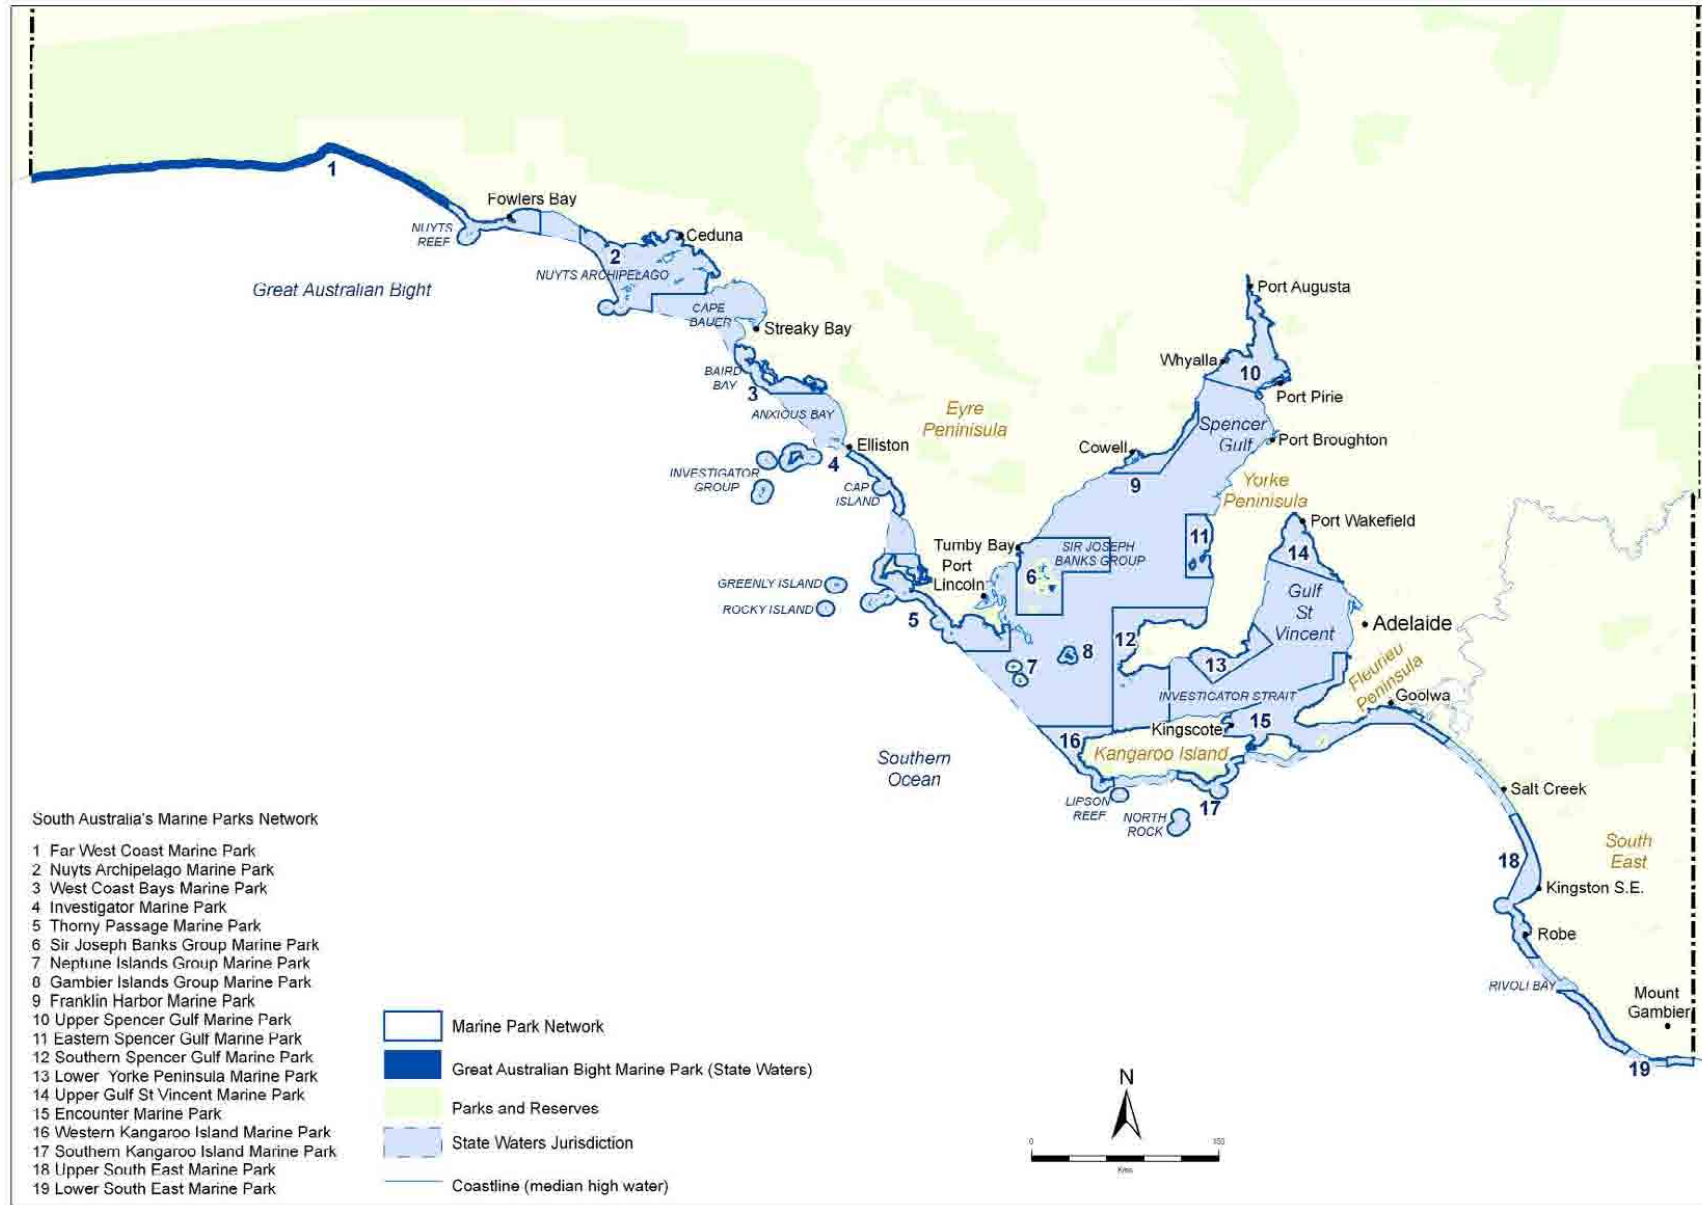 1
Fowlers Bay
NUYTS
REEF
Ceduna
2
NUYTS ARCHIPELAGO
Great Australian Bight
CAPE
BAUER
Streaky Bay
BAIRD
BAY
3
ANXIOUS BAY
Elliston
4
INVESTIGATOR
GROUP
CAP
ISLAND
Eyre
Peninisula
Port Augusta
Whyalla
10
Port Pirie
Spencer
Gulf
Port Broughton
Cowell
9
Yorke
Peninisula
Port Wakefield
11
14
Tumby Bay
SIR JOSEPH
BANKS GROUP
Port
Lincoln
6
GREENLY ISLAND
ROCKY ISLAND
5
Gulf
St
Vincent
Adelaide
12
8
7
13
Fleurieu
Peninsula
INVESTIGATOR STRAIT
Goolwa
Kingscote
15
16
Kangaroo Island
Southern
Ocean
LIPSON
REEF
NORTH
ROCK
17
Salt Creek
South
East
18
Kingston S.E.
Robe
RIVOLI BAY
Mount
Gambier
19
South Australia's Marine Parks Network
1 Far West Coast Marine Park
2 Nuyts Archipelago Marine Park
3 West Coast Bays Marine Park
4 Investigator Marine Park
5 Thorny Passage Marine Park
6 Sir Joseph Banks Group Marine Park
7 Neptune Islands Group Marine Park
8 Gambier Islands Group Marine Park
9 Franklin Harbor Marine Park
10 Upper Spencer Gulf Marine Park
11 Eastern Spencer Gulf Marine Park
12 Southern Spencer Gulf Marine Park
13 Lower Yorke Peninsula Marine Park
14 Upper Gulf St Vincent Marine Park
15 Encounter Marine Park
16 Western Kangaroo Island Marine Park
17 Southern Kangaroo Island Marine Park
18 Upper South East Marine Park
19 Lower South East Marine Park
Marine Park Network
Great Australian Bight Marine Park (State Waters)
Parks and Reserves
State Waters Jurisdiction
Coastline (median high water)
N
0